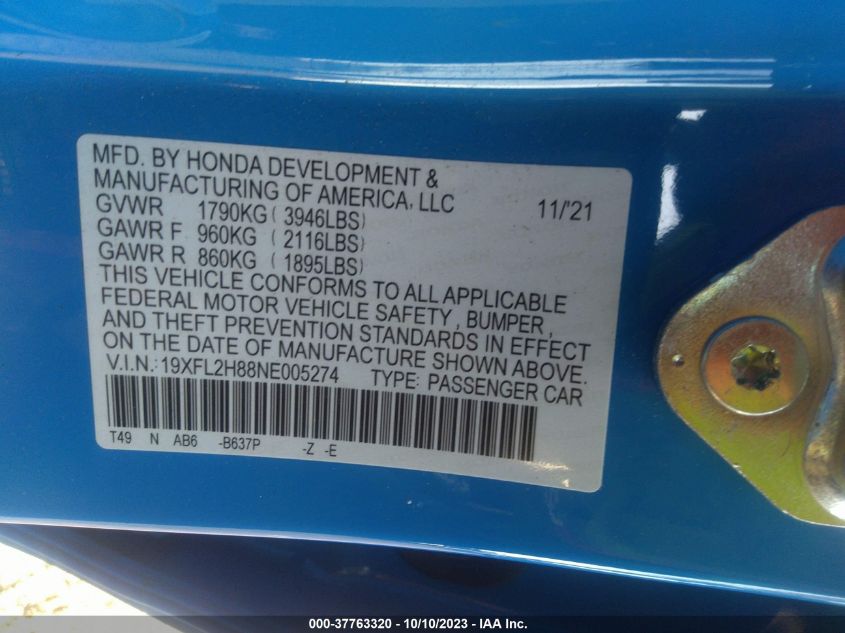 MFD. BY HONDA DEVELOPMENT &
MANUFACTURING OF AMERICA, LLC
GVWR 1790KG ( 3946LBS) 11/'21
GAWR F 960KG ( 2116LBS)
GAWR R 860KG ( 1895LBS)
THIS VEHICLE CONFORMS TO ALL APPLICABLE
FEDERAL MOTOR VEHICLE SAFETY, BUMPER,
AND THEFT PREVENTION STANDARDS IN EFFECT
ON THE DATE OF MANUFACTURE SHOWN ABOVE.
V.I.N.: 19XFL2H88NE005274 TYPE: PASSENGER CAR
T49 N AB6 -B637P -Z -E
000-37763320 - 10/10/2023 - IAA Inc.